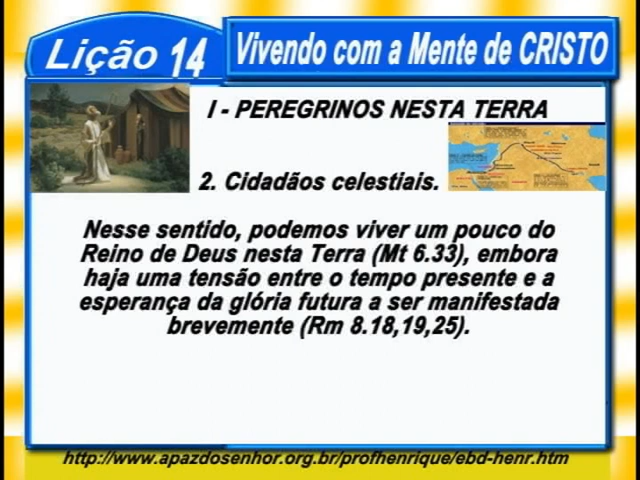 Lição 14
Vivendo com a Mente de CRISTO
I - PEREGRINOS NESTA TERRA
2. Cidadãos celestiais.
Nesse sentido, podemos viver um pouco do
Reino de Deus nesta Terra (Mt 6.33), embora
haja uma tensão entre o tempo presente e a
esperança da glória futura a ser manifestada
brevemente (Rm 8.18,19,25).
http://www.apazdosenhor.org.br/profhenrique/ebd-henr.htm